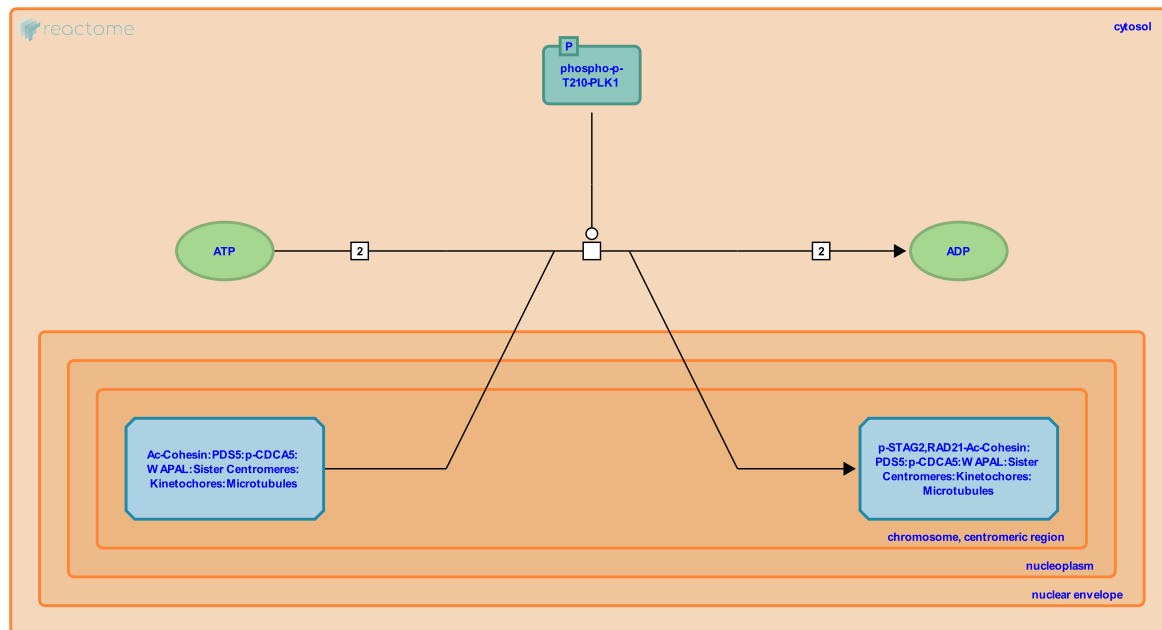 reactome
cytosol
P
phospho-p-
T210-PLK1
ATP
2
2
ADP
Ac-Cohesin:PDS5:p-CDCA5:
WAPAL:Sister Centromeres:
Kinetochores:Microtubules
p-STAG2,RAD21-Ac-Cohesin:
PDS5:p-CDCA5:WAPAL:Sister
Centromeres:Kinetochores:
Microtubules
chromosome, centromeric region
nucleoplasm
nuclear envelope